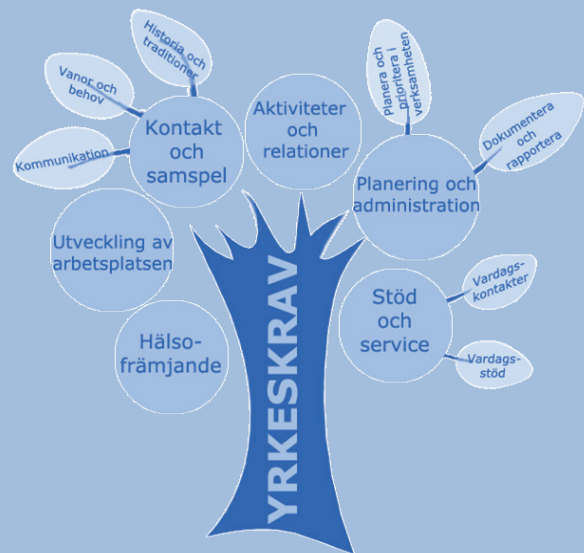 Historia och
traditioner
Vanor och
behov
Kommunikation
Kontakt
och
samspel
Aktiviteter
och
relationer
Planera och
prioritera i
verksamheten
Dokumentera
och
rapportera
Planering och
administration
Utveckling av
arbetsplatsen
Hälso-
främjande
Stöd
och
service
Vardags-
kontakter
Vardags-
stöd
YRKESKRAV